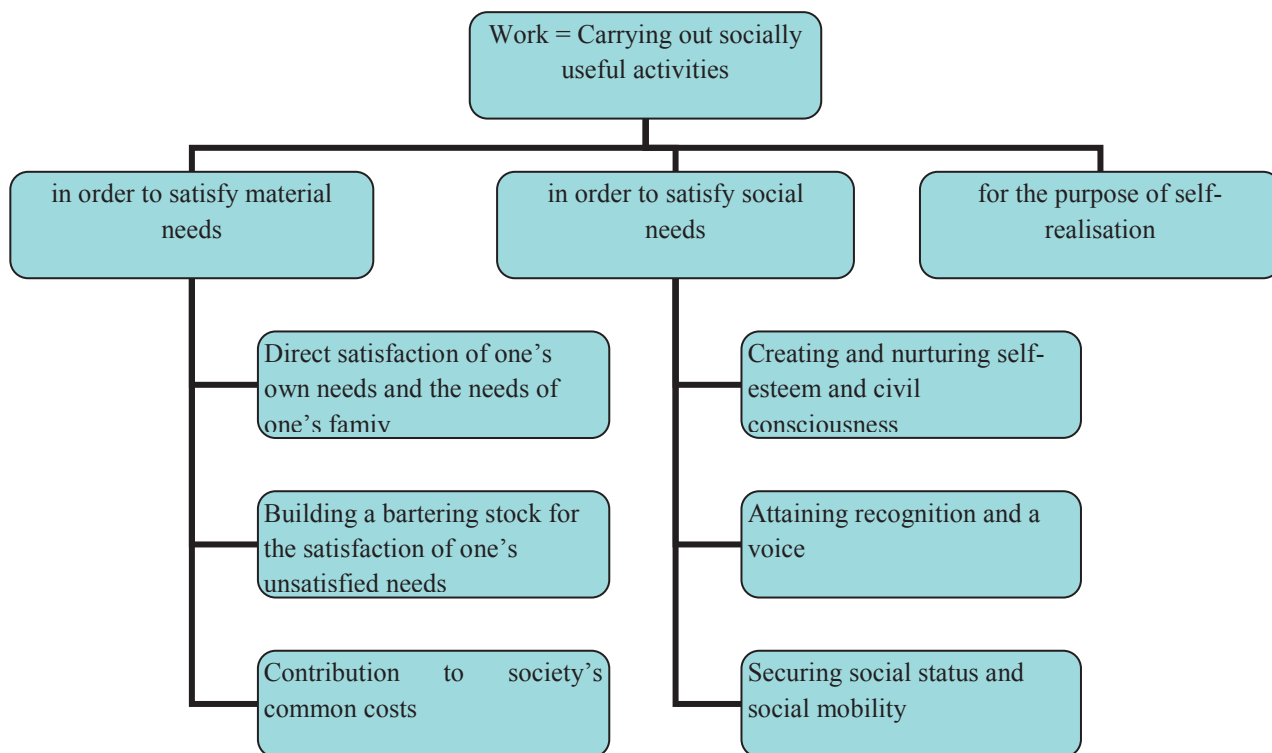 Work = Carrying out socially
useful activities
in order to satisfy material
needs
in order to satisfy social
needs
for the purpose of self-
realisation
Direct satisfaction of one’s
own needs and the needs of
one’s famiv
Creating and nurturing self-
esteem and civil
consciousness
Building a bartering stock for
the satisfaction of one’s
unsatisfied needs
Attaining recognition and a
voice
Contribution to society’s
common costs
Securing social status and
social mobility